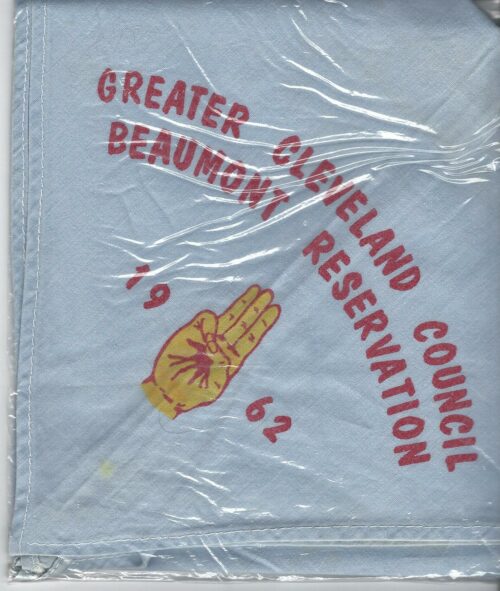 GREATER CLEVELAND COUNCIL
BEAUMONT RESERVATION
19 62